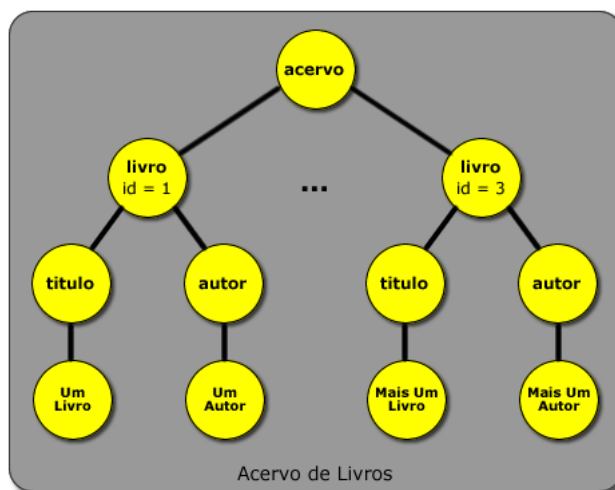 acervo
livro
id = 1
...
livro
id = 3
titulo
autor
titulo
autor
Um
Livro
Um
Autor
Mais Um
Livro
Mais Um
Autor
Acervo de Livros